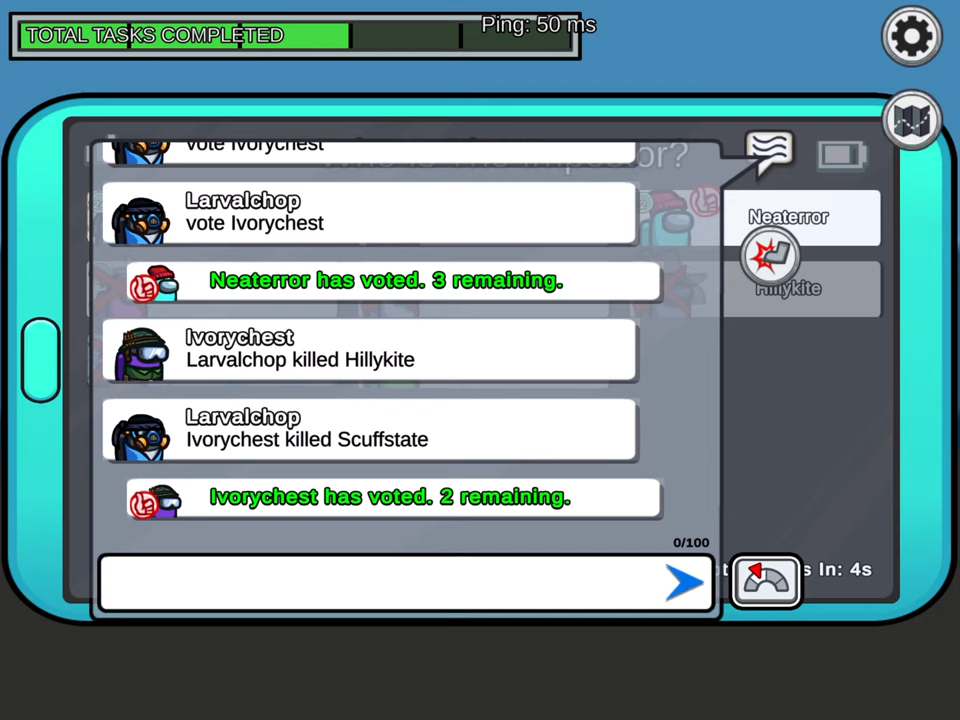 TOTAL TASKS COMPLETED
Ping: 50 ms
vote Ivorychest
Larvalchop
vote Ivorychest
Neaterror has voted. 3 remaining.
Ivorychest
Larvalchop killed Hillykite
Larvalchop
Ivorychest killed Scuffstate
Ivorychest has voted. 2 remaining.
0/100
Neaterror
Hillykite
s In: 4s